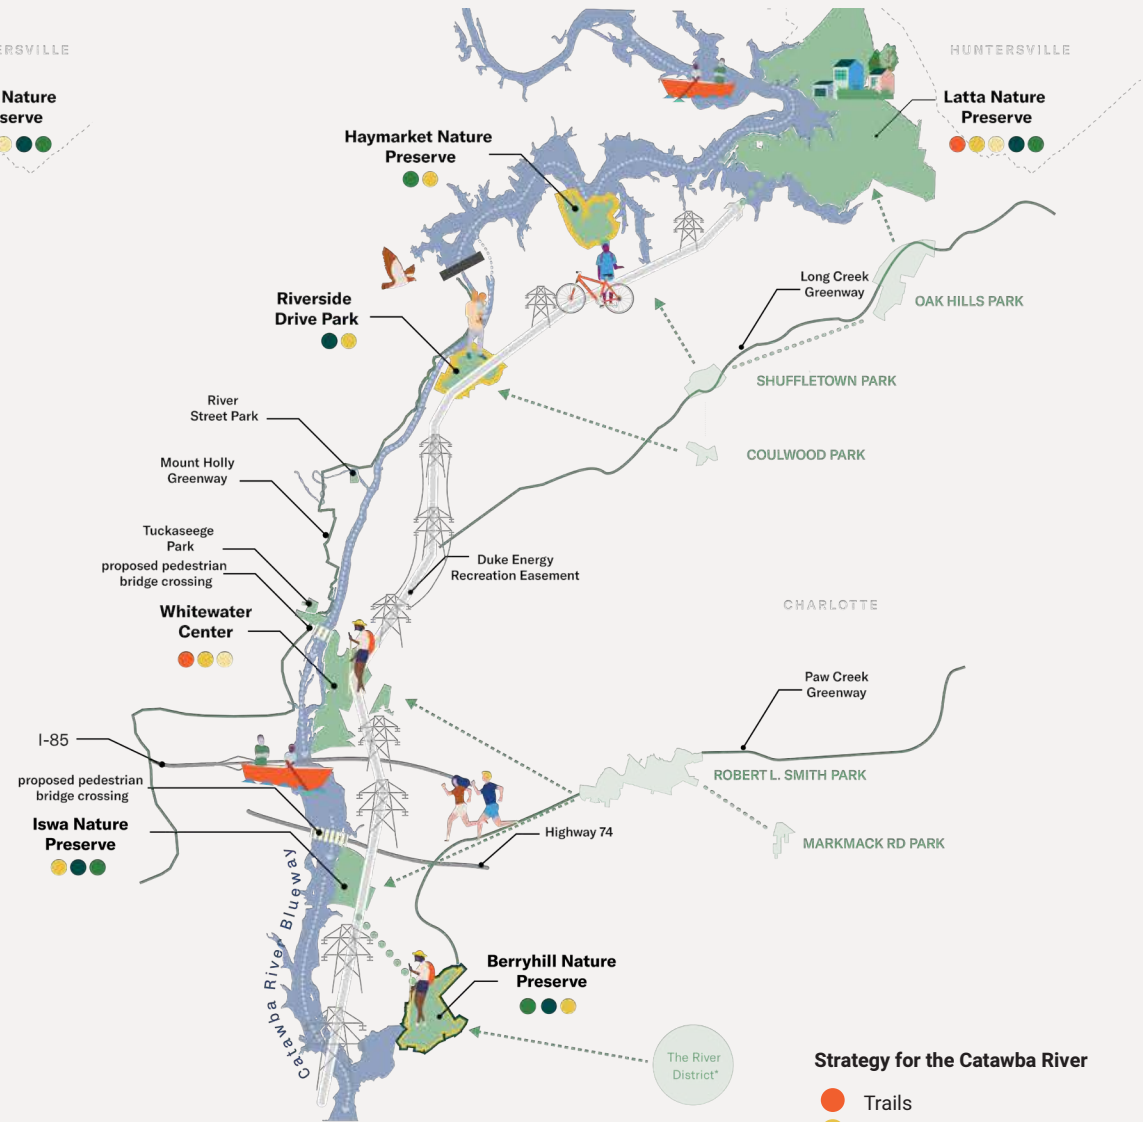 ERSVILLE
HUNTERSVILLE
Nature
serve
Latta Nature
Preserve
Haymarket Nature
Preserve
Long Creek
Greenway
OAK HILLS PARK
Riverside
Drive Park
SHUFFLETOWN PARK
River
Street Park
COULWOOD PARK
Mount Holly
Greenway
Tuckaseege
Park
proposed pedestrian
bridge crossing
Duke Energy
Recreation Easement
Whitewater
Center
CHARLOTTE
Paw Creek
Greenway
I-85
ROBERT L. SMITH PARK
proposed pedestrian
bridge crossing
Iswa Nature
Preserve
Highway 74
MARKMACK RD PARK
Catawba River Blueway
Berryhill Nature
Preserve
The River
District*
Strategy for the Catawba River
Trails